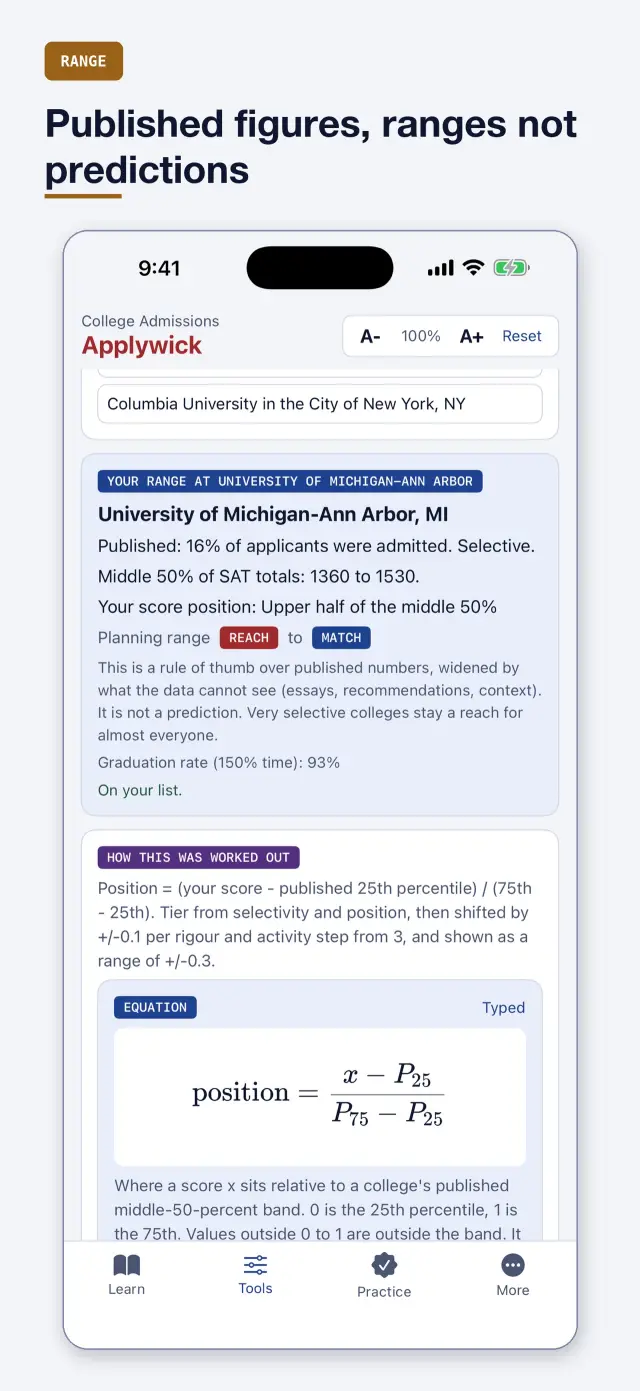 RANGE
Published figures, ranges not
predictions
9:41
College Admissions
Applywick
A- 100% A+ Reset
Columbia University in the City of New York, NY
YOUR RANGE AT UNIVERSITY OF MICHIGAN–ANN ARBOR
University of Michigan-Ann Arbor, MI
Published: 16% of applicants were admitted. Selective.
Middle 50% of SAT totals: 1360 to 1530.
Your score position: Upper half of the middle 50%
Planning range REACH to MATCH
This is a rule of thumb over published numbers, widened by
what the data cannot see (essays, recommendations, context).
It is not a prediction. Very selective colleges stay a reach for
almost everyone.
Graduation rate (150% time): 93%
On your list.
HOW THIS WAS WORKED OUT
Position = (your score - published 25th percentile) / (75th
- 25th). Tier from selectivity and position, then shifted by
+/-0.1 per rigour and activity step from 3, and shown as a
range of +/-0.3.
EQUATION Typed
position = (x − P₂₅) / (P₇₅ − P₂₅)
Where a score x sits relative to a college's published
middle-50-percent band. 0 is the 25th percentile, 1 is
the 75th. Values outside 0 to 1 are outside the band. It
Learn Tools Practice More